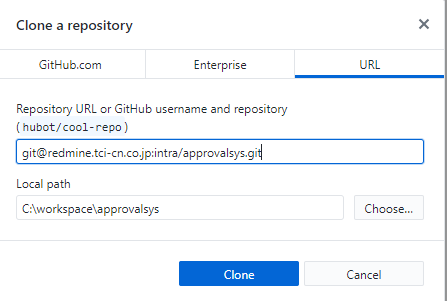 Clone a repository
GitHub.com
Enterprise
URL
Repository URL or GitHub username and repository
(hubot/cool-repo)
git@redmine.tci-cn.co.jp:intra/approvalsys.git
Local path
C:\workspace\approvalsys
Choose...
Clone
Cancel